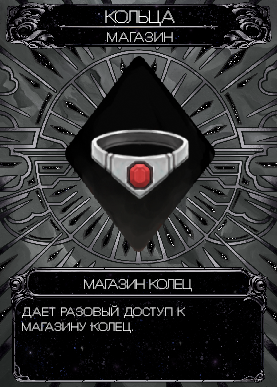 КОЛЬЦА
МАГАЗИН
МАГАЗИН КОЛЕЦ
ДАЕТ РАЗОВЫЙ ДОСТУП К
МАГАЗИНУ КОЛЕЦ.